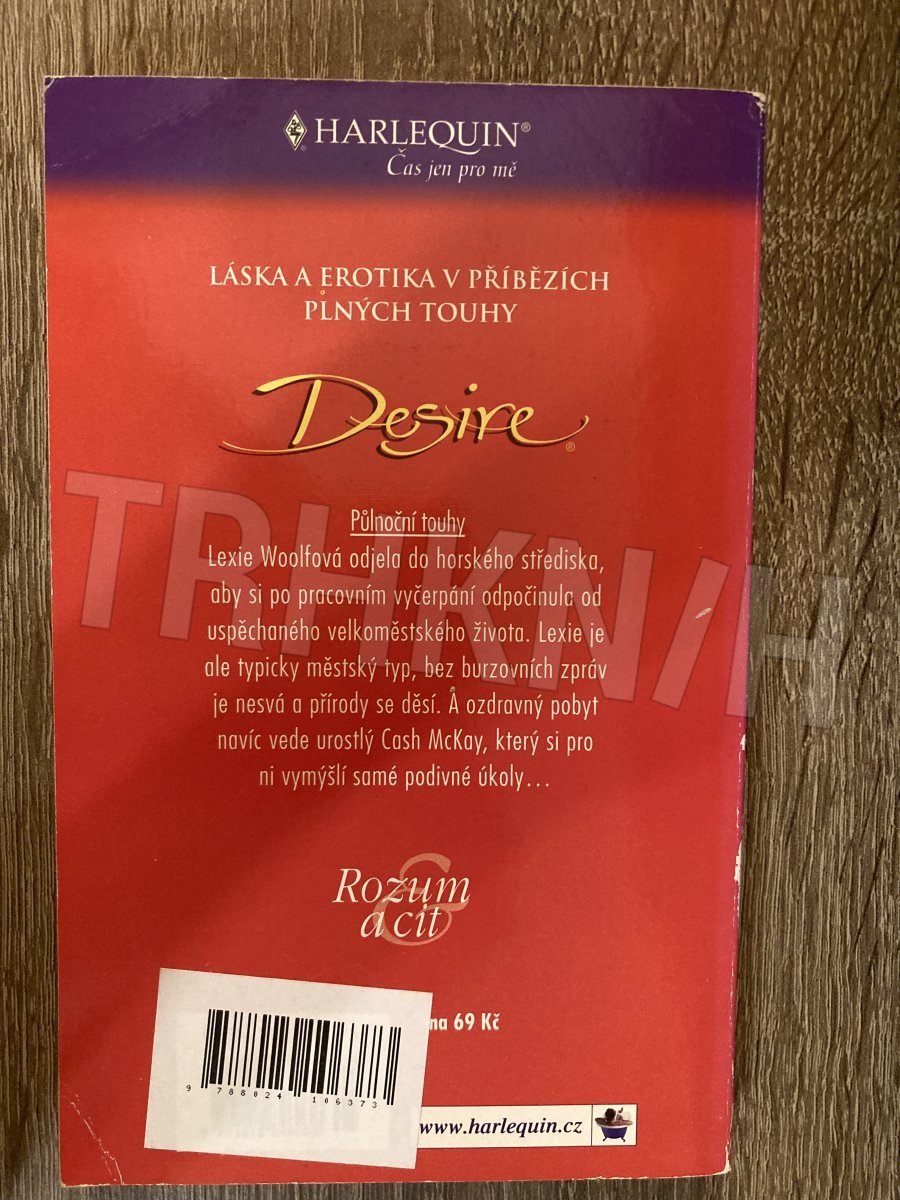 HARLEQUIN®
Čas jen pro mě
LÁSKA A EROTIKA V PŘÍBĚZÍCH
PLNÝCH TOUHY
Desire®
Půlnoční touhy
Lexie Woolfová odjela do horského střediska,
aby si po pracovním vyčerpání odpočinula od
uspěchaného velkoměstského života. Lexie je
ale typicky městský typ, bez burzovních zpráv
je nesvá a přírody se děsí. A ozdravný pobyt
navíc vede urostlý Cash McKay, který si pro
ni vymýšlí samé podivné úkoly...
Rozum
& a cit
na 69 Kč
9 788024 106373
www.harlequin.cz
TRHKNIH